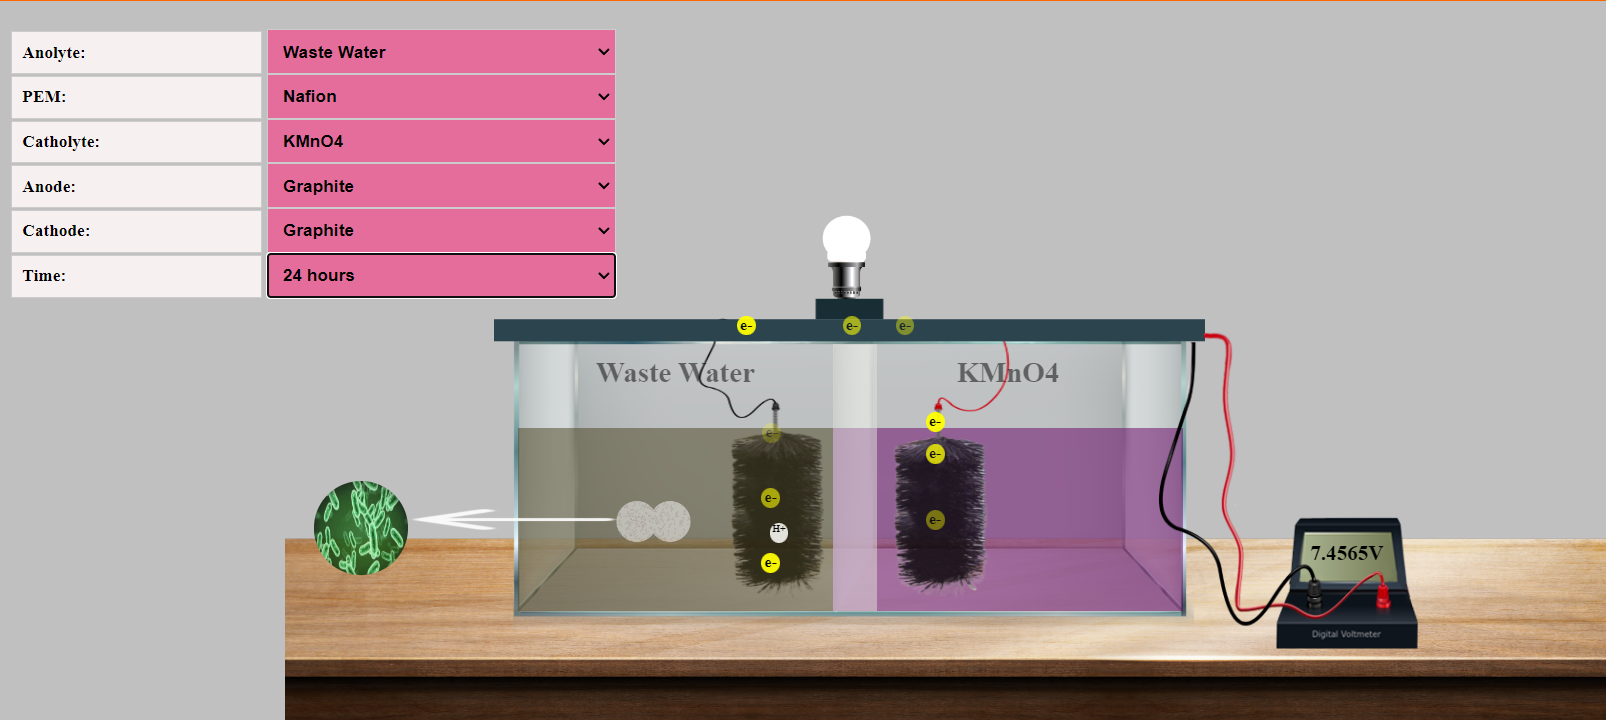 Anolyte: Waste Water
PEM: Nafion
Catholyte: KMnO4
Anode: Graphite
Cathode: Graphite
Time: 24 hours
e- e- e-
Waste Water KMnO4
e-
e-
e-
e-
e-
H+
e-
7.4565V
Digital Voltmeter